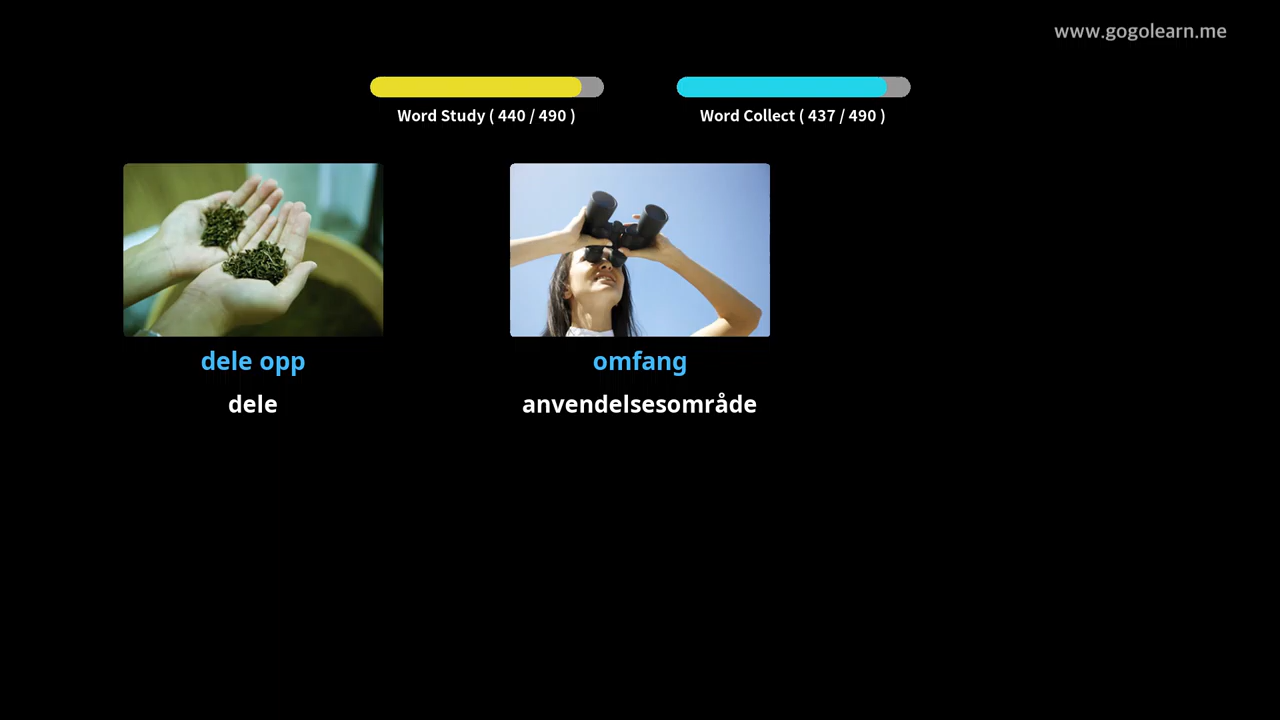 www.gogolearn.me
Word Study ( 440 / 490 )
Word Collect ( 437 / 490 )
dele opp
omfang
dele
anvendelsesområde